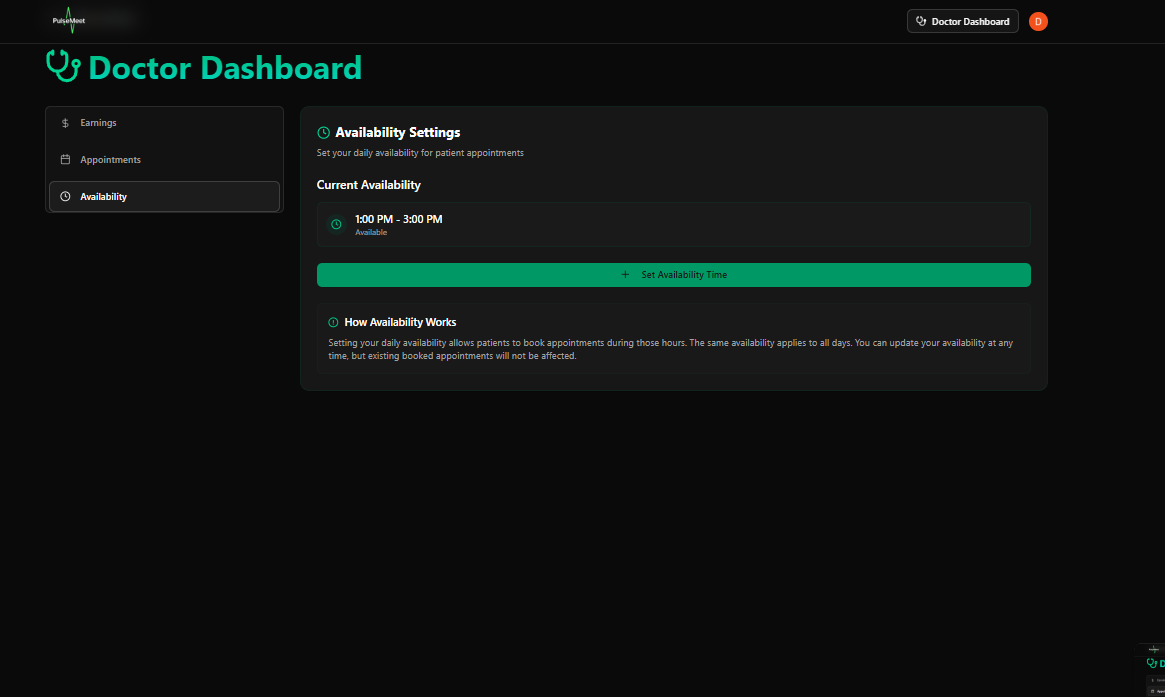 PulseMeet
Doctor Dashboard
D
Doctor Dashboard
Earnings
Appointments
Availability
Availability Settings
Set your daily availability for patient appointments
Current Availability
1:00 PM - 3:00 PM
Available
+ Set Availability Time
How Availability Works
Setting your daily availability allows patients to book appointments during those hours. The same availability applies to all days. You can update your availability at any
time, but existing booked appointments will not be affected.
D